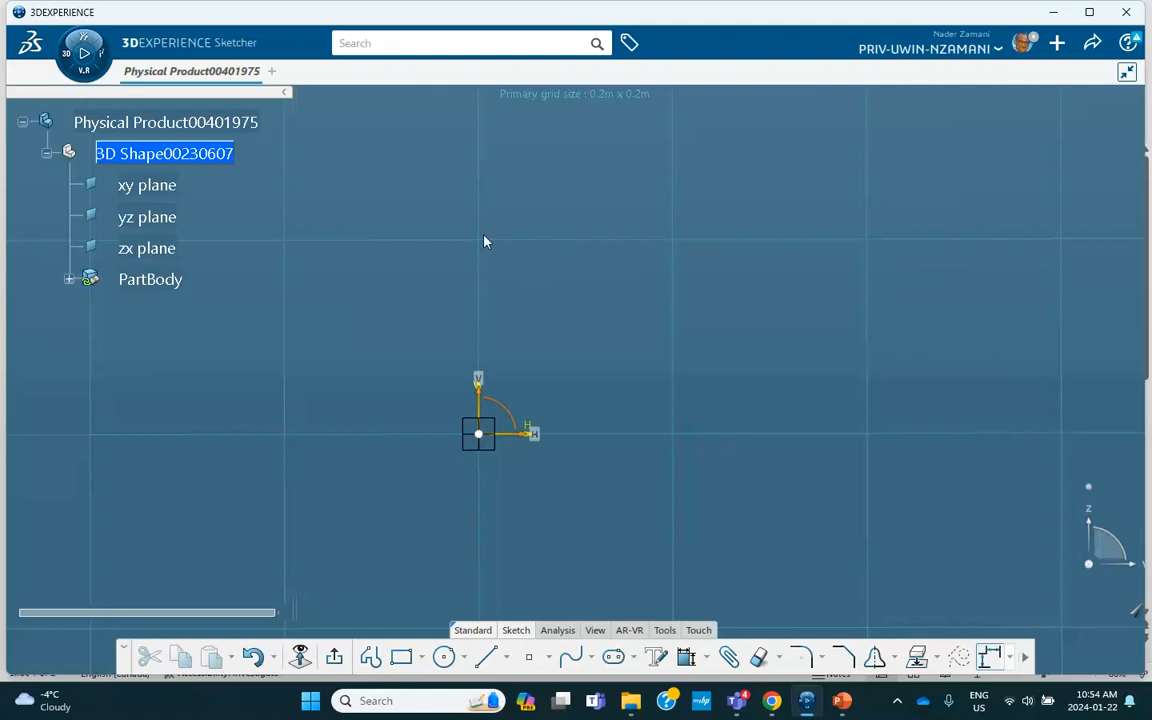 3DEXPERIENCE
3DEXPERIENCE Sketcher
3D
V.R
Search
Nader Zamani
PRIV-UWIN-NZAMANI
Physical Product00401975
Primary grid size : 0.2m x 0.2m
Physical Product00401975
3D Shape00230607
xy plane
yz plane
zx plane
PartBody
V
H
H
Z
Standard
Sketch
Analysis
View
AR-VR
Tools
Touch
-4°C
Cloudy
Search
ENG
US
10:54 AM
2024-01-22